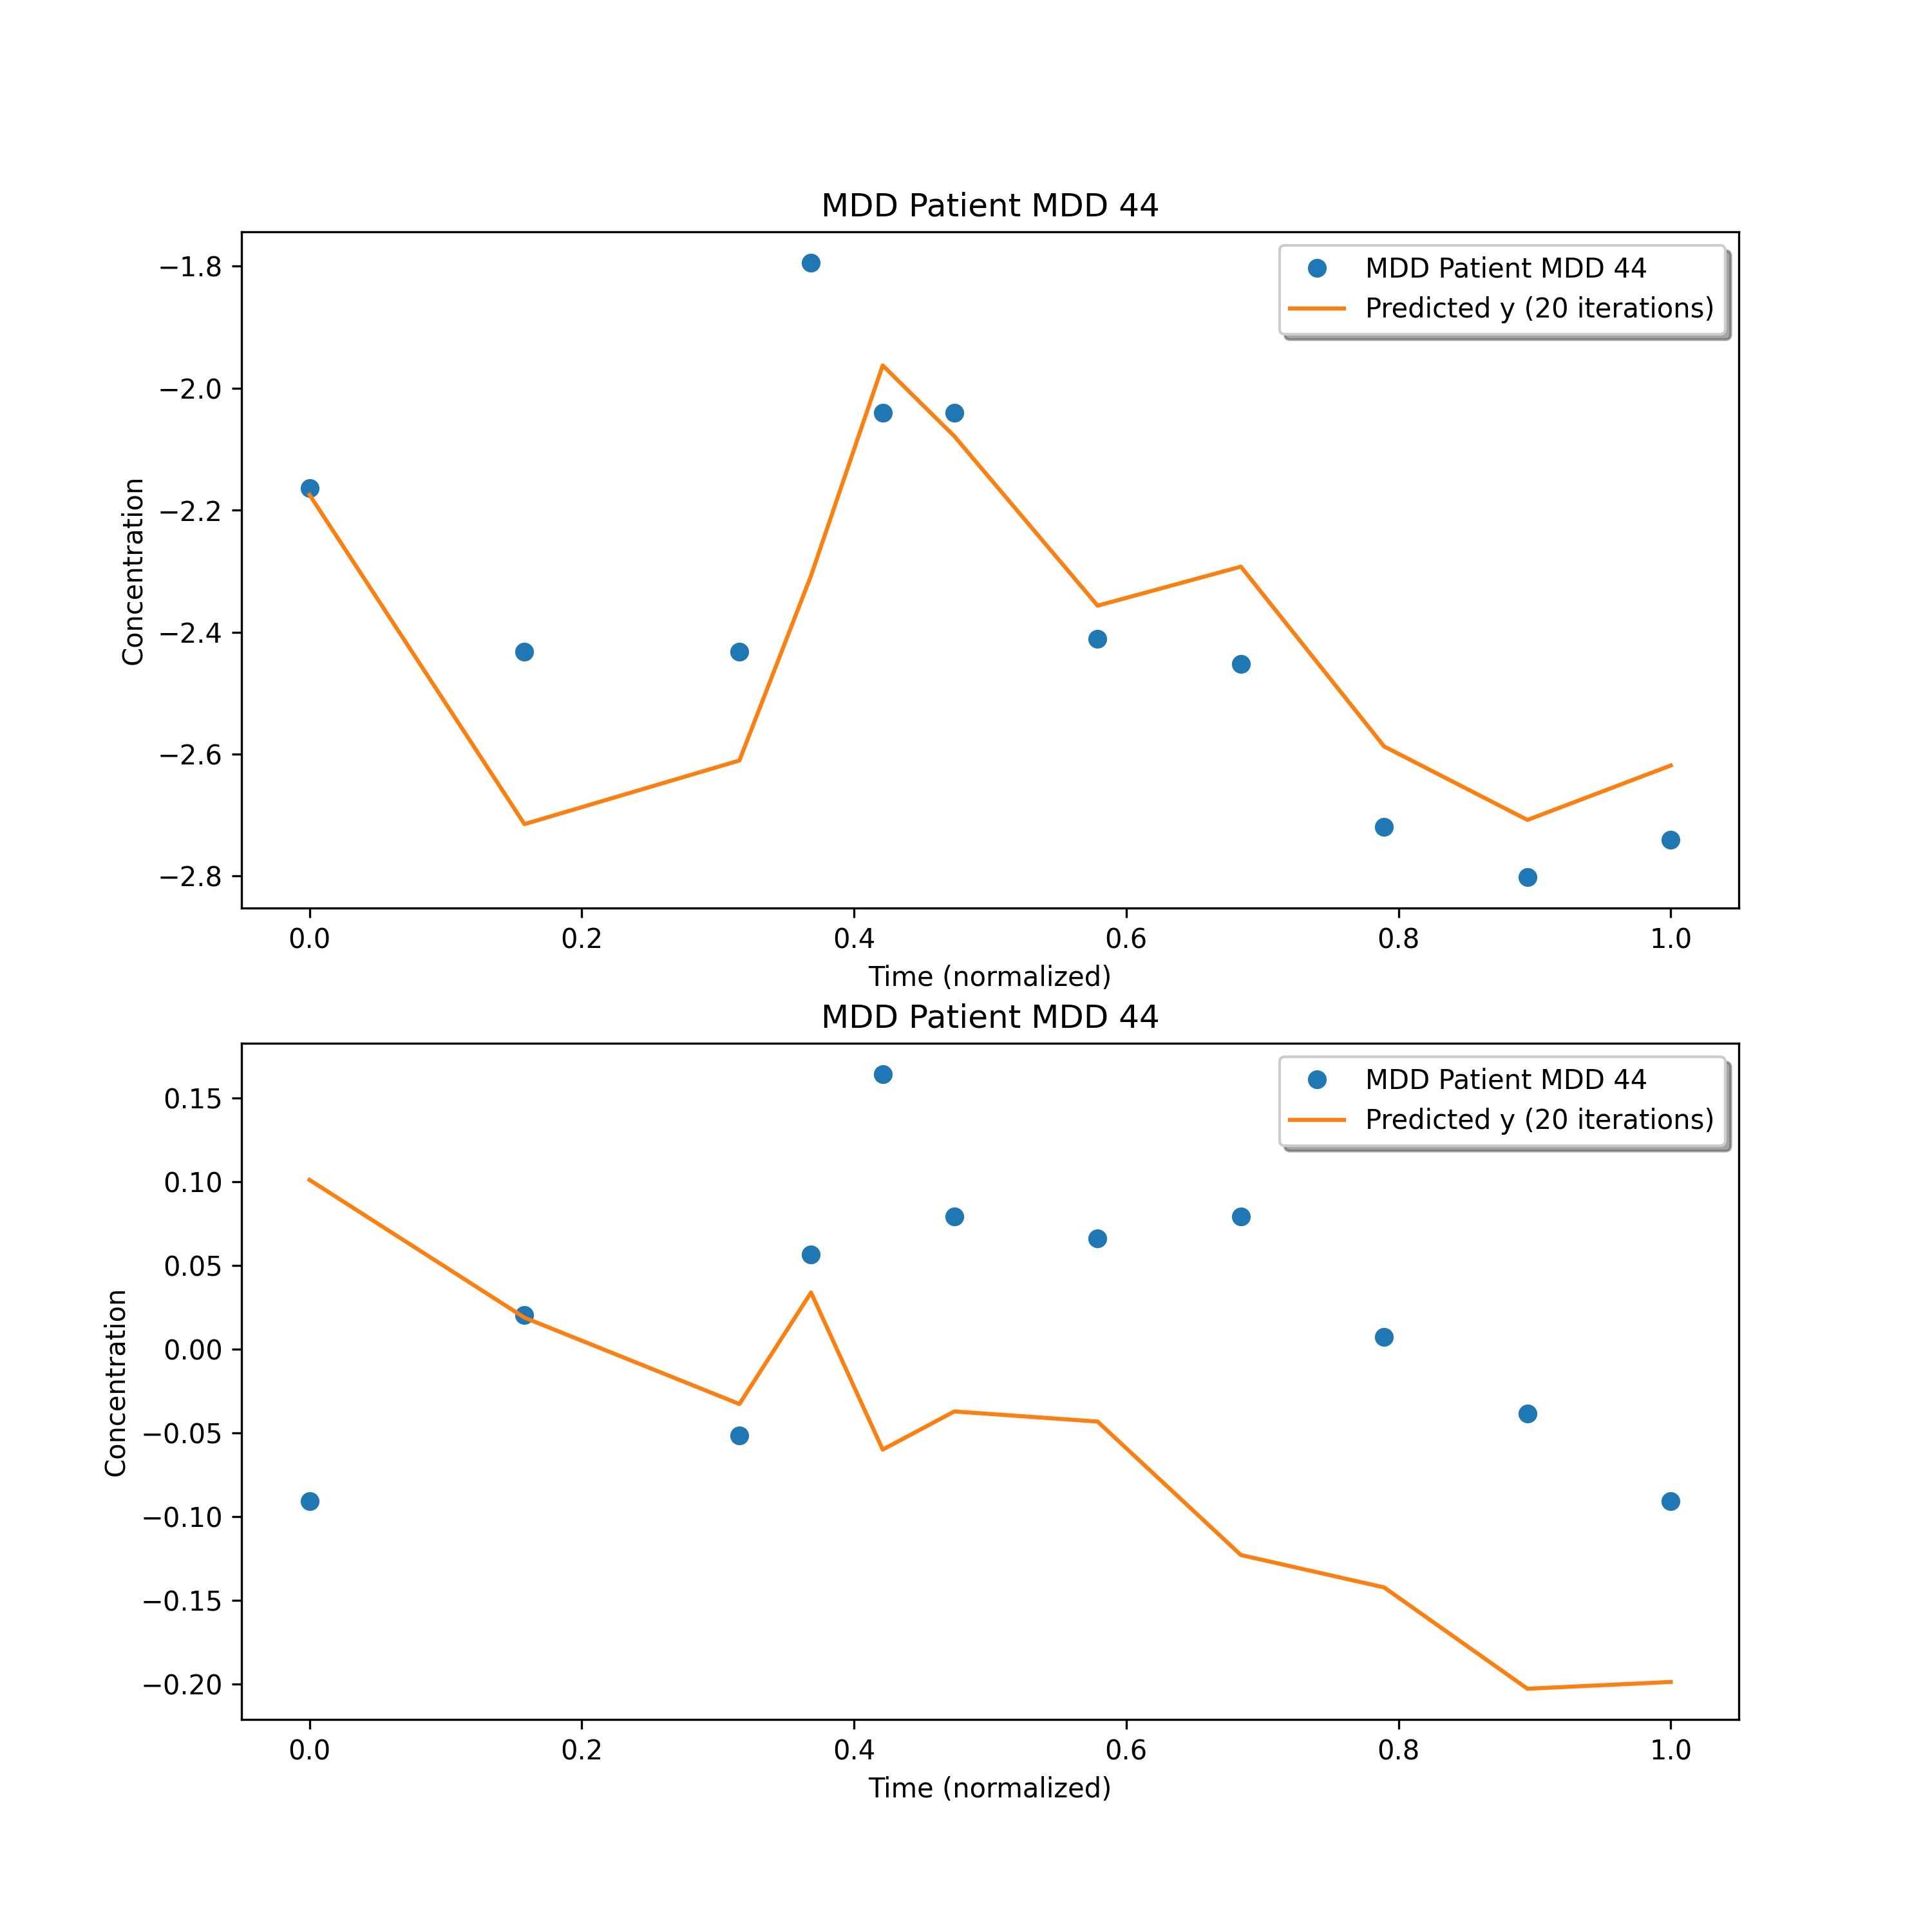 MDD Patient MDD 44
MDD Patient MDD 44
Predicted y (20 iterations)
−1.8
−2.0
−2.2
−2.4
−2.6
−2.8
Concentration
0.0 0.2 0.4 0.6 0.8 1.0
Time (normalized)
MDD Patient MDD 44
MDD Patient MDD 44
Predicted y (20 iterations)
0.15
0.10
0.05
0.00
−0.05
−0.10
−0.15
−0.20
Concentration
0.0 0.2 0.4 0.6 0.8 1.0
Time (normalized)